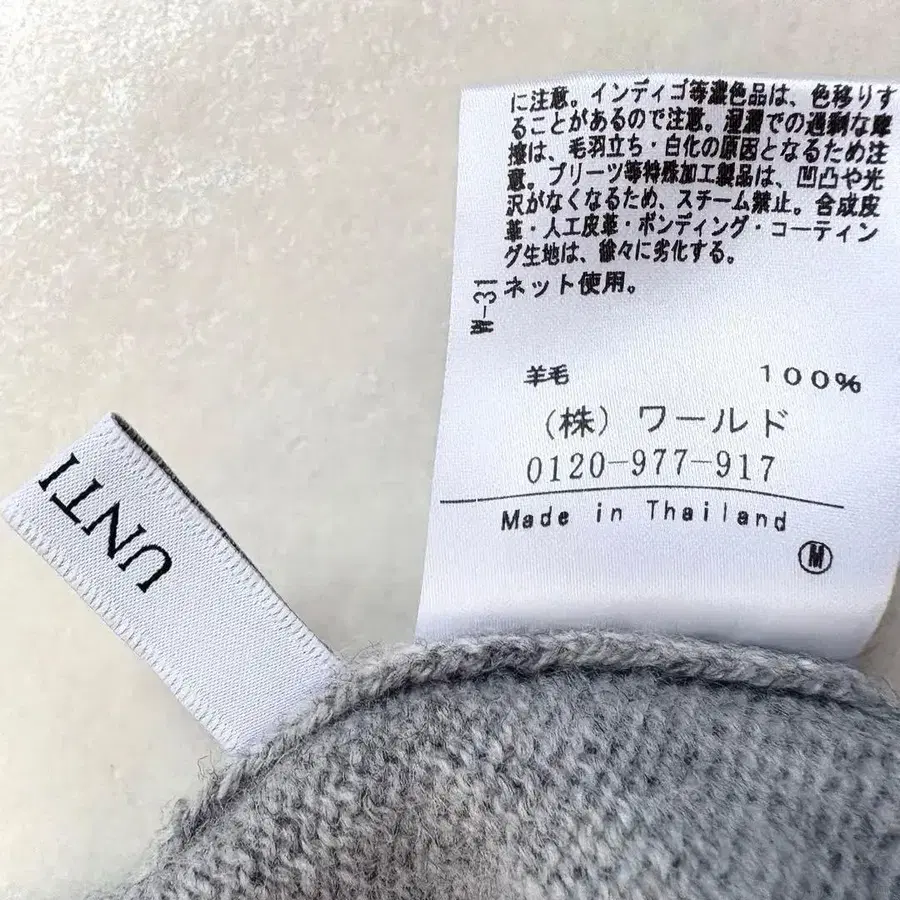 に注意。インディゴ等濃色品は、色移りす
ることがあるので注意。湿潤での過剰な摩
擦は、毛羽立ち・白化の原因となるため注
意。プリーツ等特殊加工製品は、凹凸や光
沢がなくなるため、スチーム禁止。合成皮
革・人工皮革・ボンディング・コーティン
グ生地は、徐々に劣化する。
ネット使用。
W-31
羊毛 100%
(株) ワールド
0120-977-917
Made in Thailand
M
UNTI